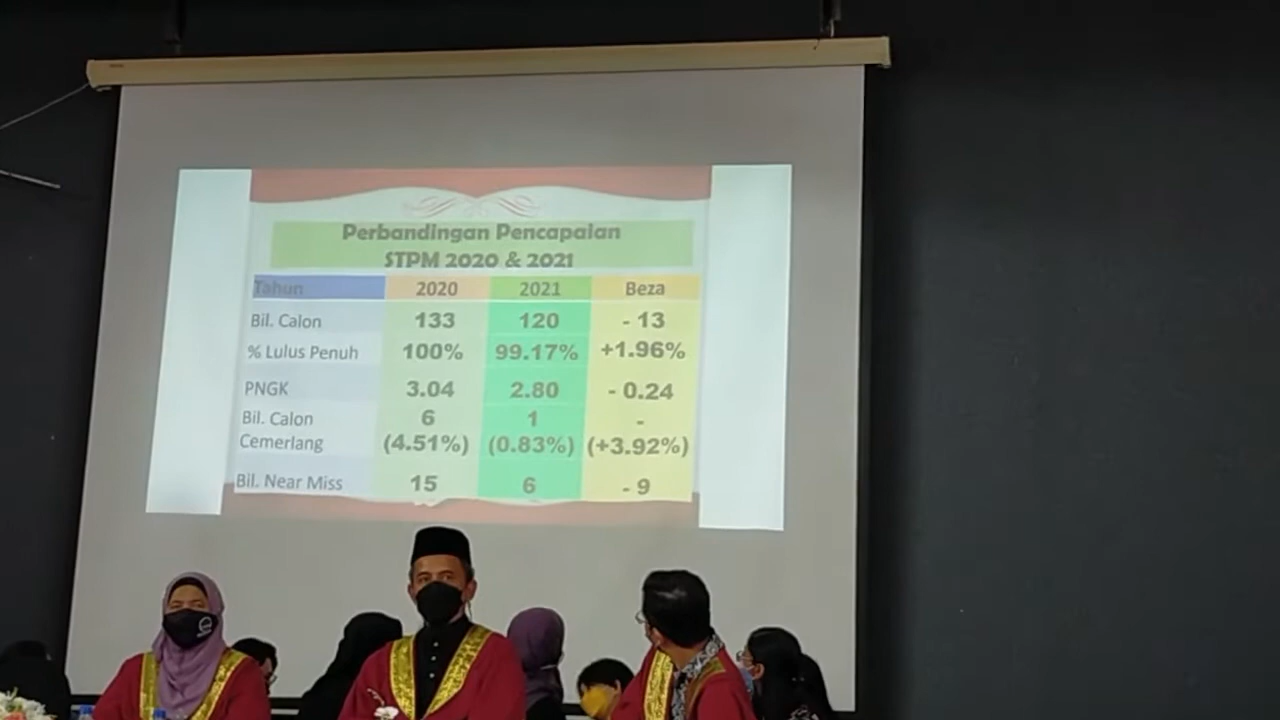 Perbandingan Pencapaian
STPM 2020 & 2021
Tahun 2020 2021 Beza
Bil. Calon 133 120 - 13
% Lulus Penuh 100% 99.17% +1.96%
PNGK 3.04 2.80 - 0.24
Bil. Calon 6 1 -
Cemerlang (4.51%) (0.83%) (+3.92%)
Bil. Near Miss 15 6 - 9